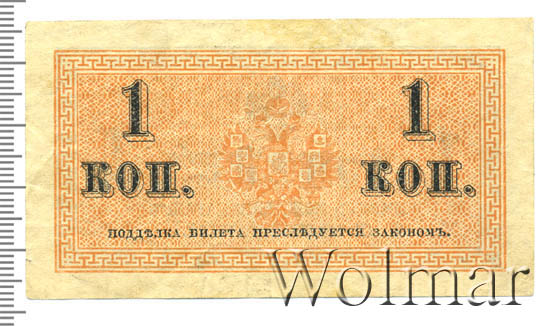 1 1
КОП. КОП.
ПОДДѢЛКА БИЛЕТА ПРЕСЛѢДУЕТСЯ ЗАКОНОМЪ.
Wolmar